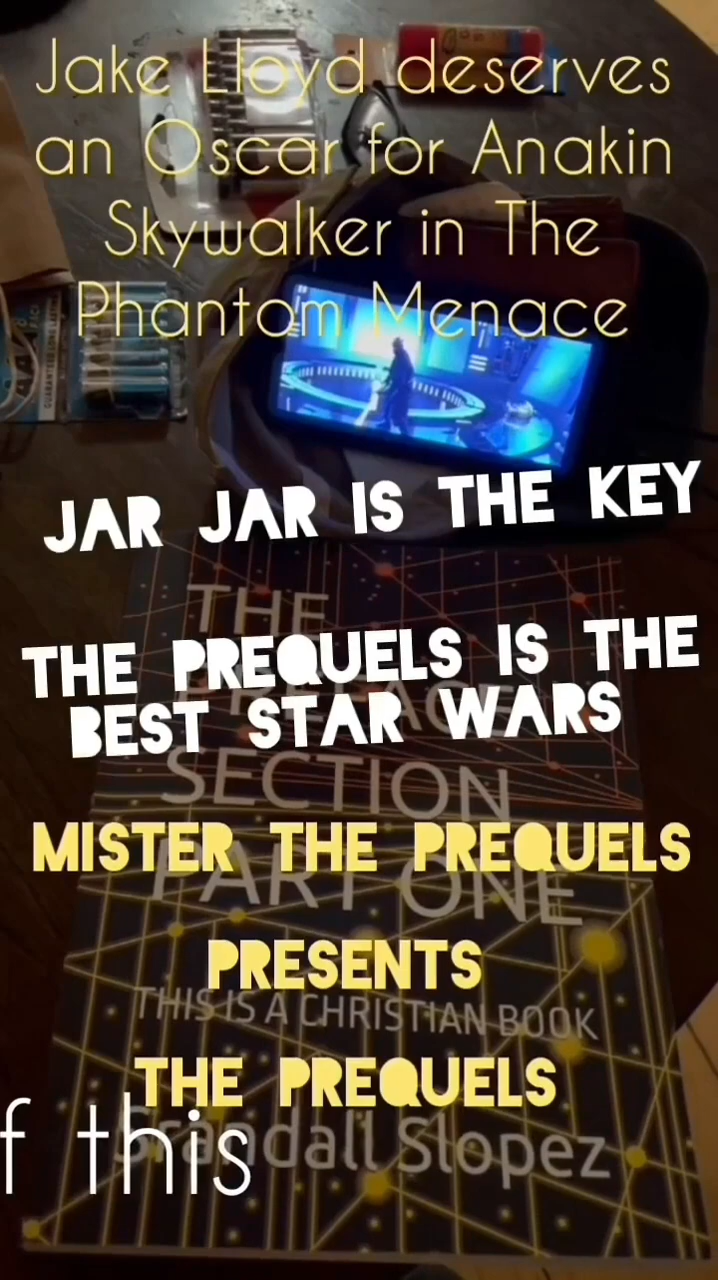 Jake Lloyd deserves
an Oscar for Anakin
Skywalker in The
Phantom Menace
JAR JAR IS THE KEY
THE
THE PREQUELS IS THE
BEST STAR WARS
SECTION
MISTER THE PREQUELS
PART ONE
PRESENTS
THIS IS A CHRISTIAN BOOK
THE PREQUELS
f this
Srandall Slopez